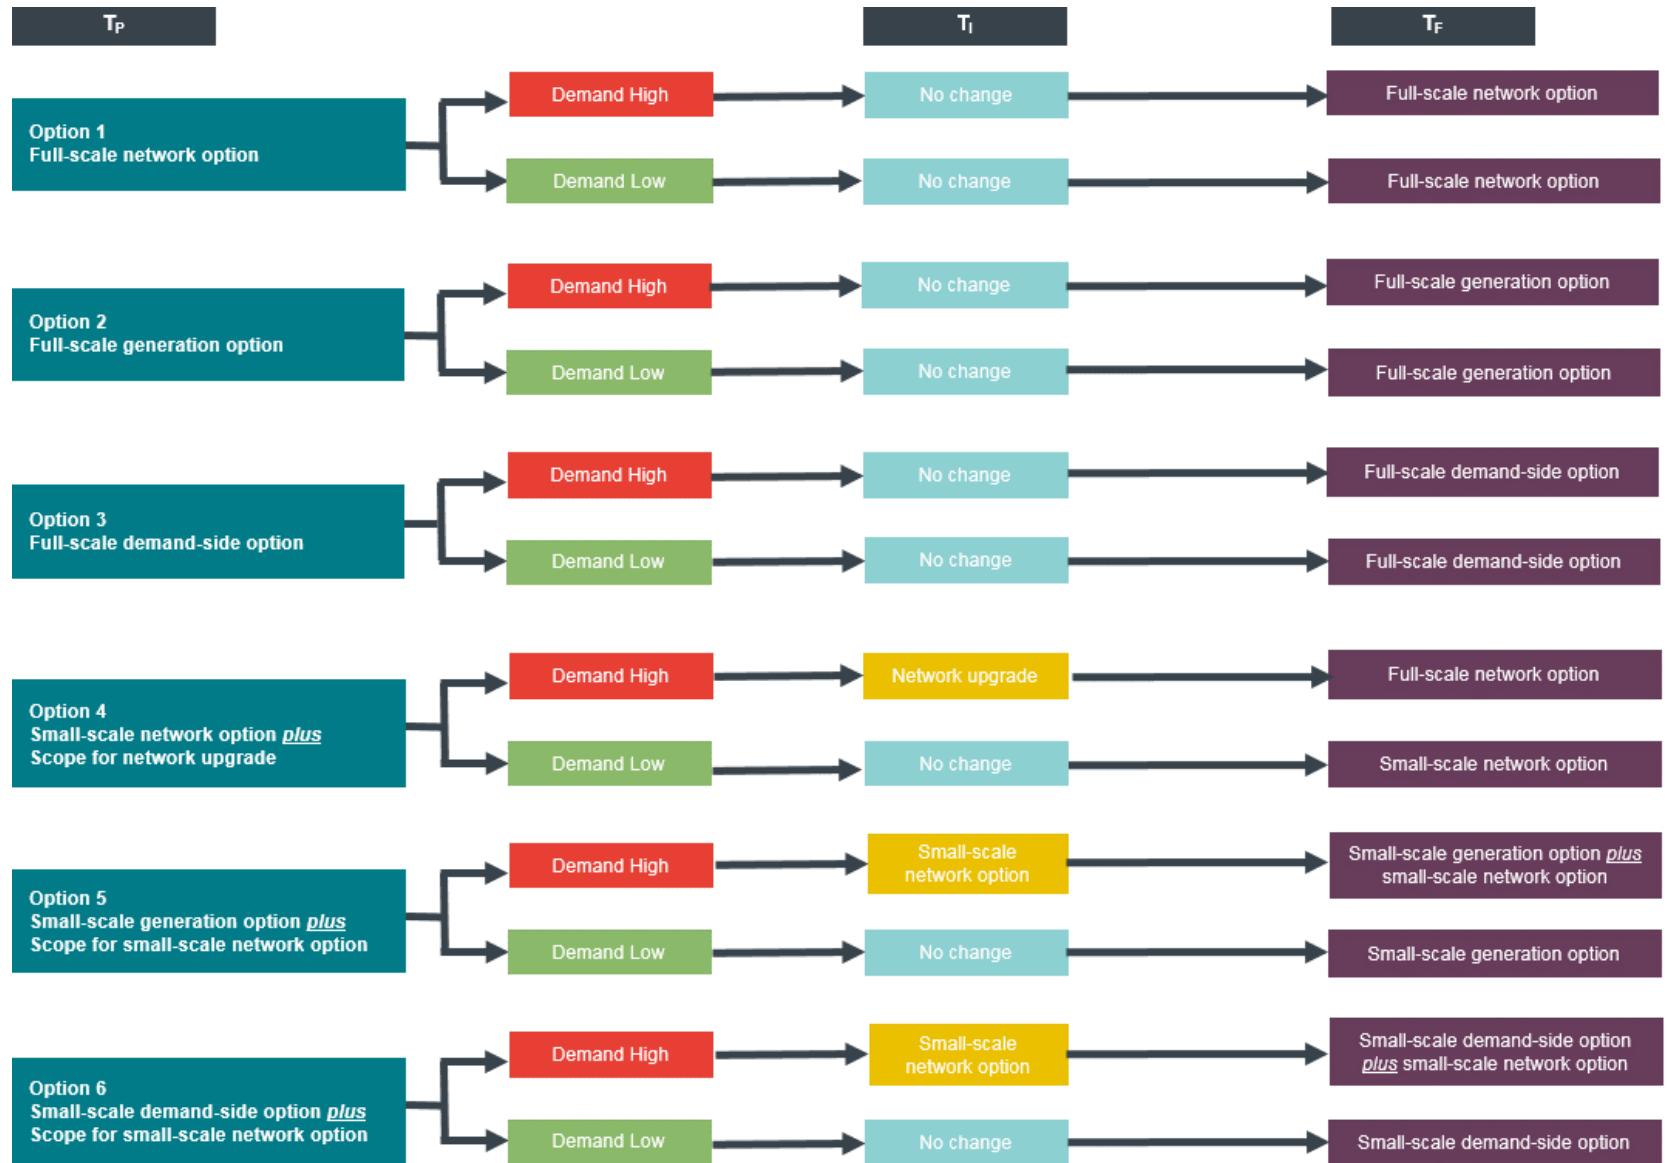 T_P
T_I
T_F
Option 1
Full-scale network option
Demand High
No change
Full-scale network option
Demand Low
No change
Full-scale network option
Option 2
Full-scale generation option
Demand High
No change
Full-scale generation option
Demand Low
No change
Full-scale generation option
Option 3
Full-scale demand-side option
Demand High
No change
Full-scale demand-side option
Demand Low
No change
Full-scale demand-side option
Option 4
Small-scale network option plus
Scope for network upgrade
Demand High
Network upgrade
Full-scale network option
Demand Low
No change
Small-scale network option
Option 5
Small-scale generation option plus
Scope for small-scale network option
Demand High
Small-scale
network option
Small-scale generation option plus
small-scale network option
Demand Low
No change
Small-scale generation option
Option 6
Small-scale demand-side option plus
Scope for small-scale network option
Demand High
Small-scale
network option
Small-scale demand-side option
plus small-scale network option
Demand Low
No change
Small-scale demand-side option